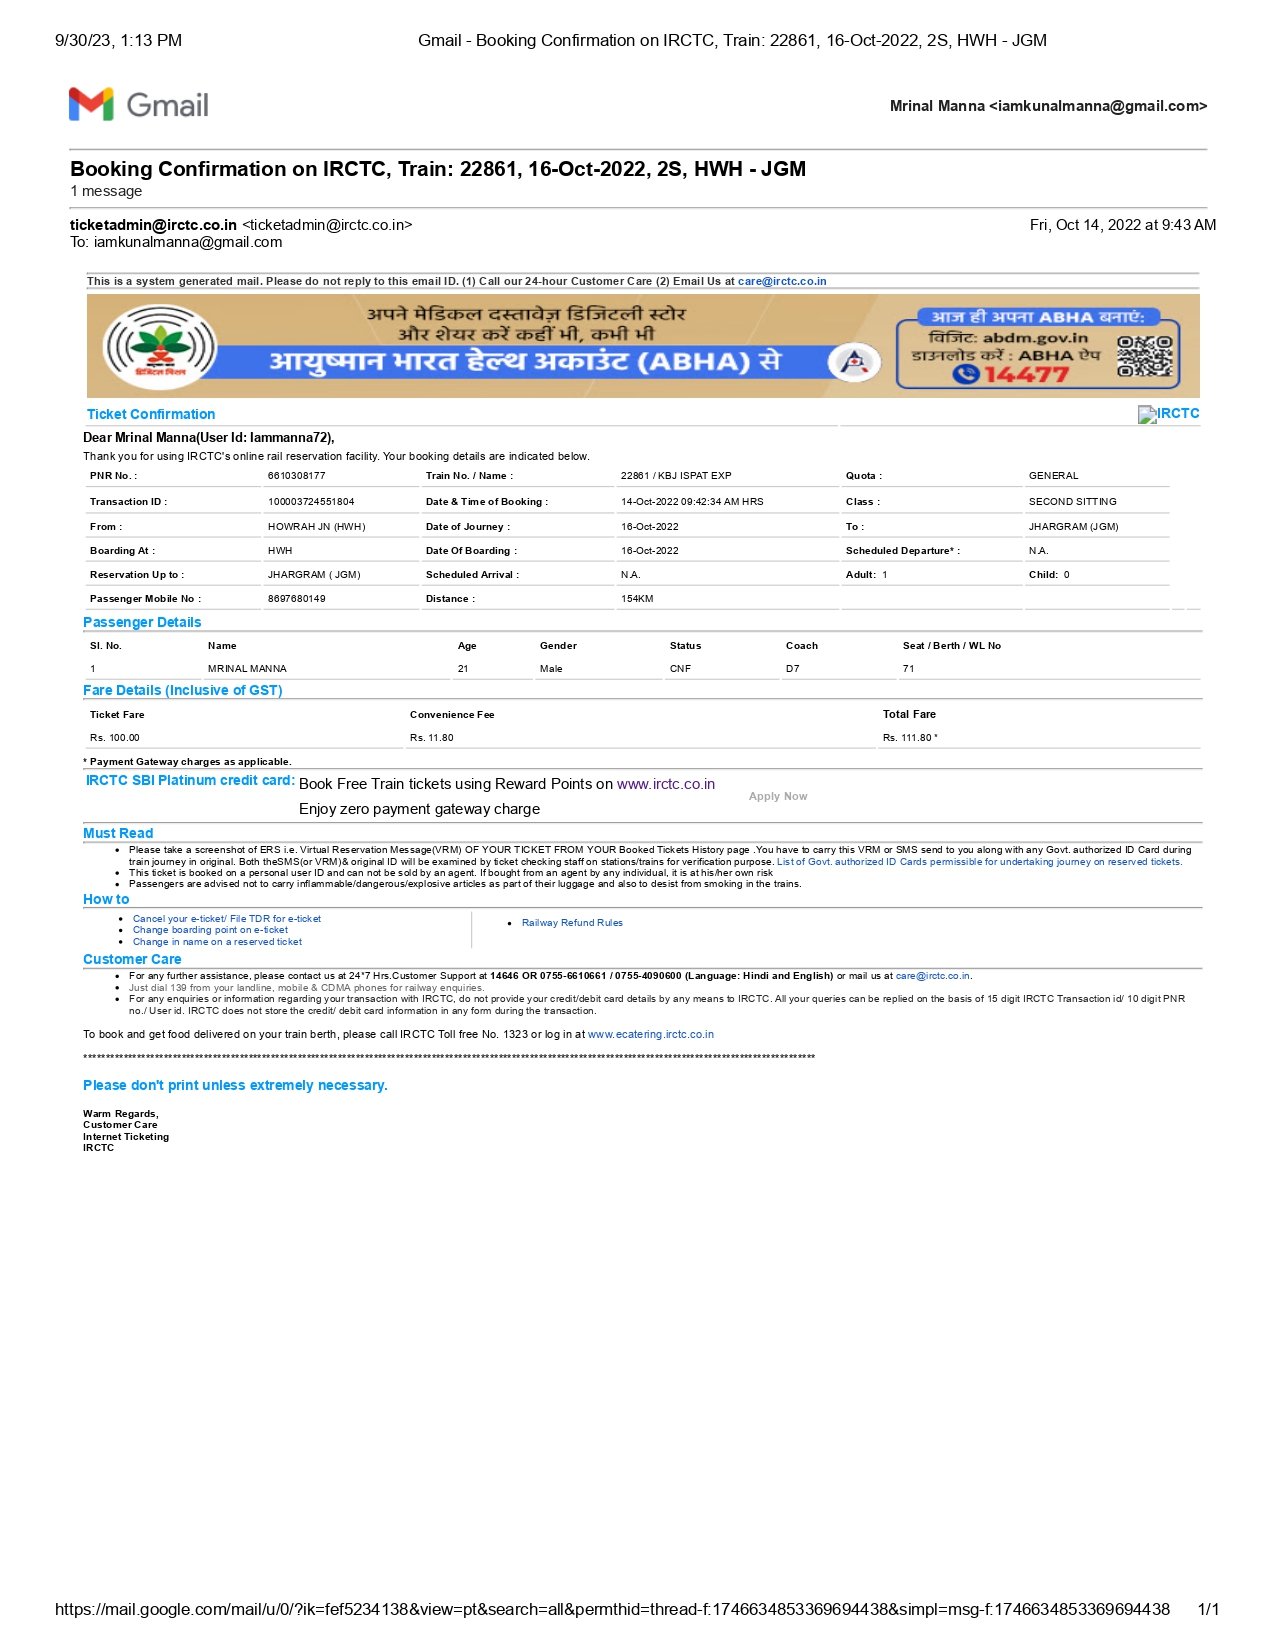 9/30/23, 1:13 PM Gmail - Booking Confirmation on IRCTC, Train: 22861, 16-Oct-2022, 2S, HWH - JGM
Gmail Mrinal Manna <iamkunalmanna@gmail.com>
Booking Confirmation on IRCTC, Train: 22861, 16-Oct-2022, 2S, HWH - JGM
1 message
ticketadmin@irctc.co.in <ticketadmin@irctc.co.in> Fri, Oct 14, 2022 at 9:43 AM
To: iamkunalmanna@gmail.com
This is a system generated mail. Please do not reply to this email ID. (1) Call our 24-hour Customer Care (2) Email Us at care@irctc.co.in
अपने मेडिकल दस्तावेज़ डिजिटली स्टोर
और शेयर करें कहीं भी, कभी भी
आयुष्मान भारत हेल्थ अकाउंट (ABHA) से
आज ही अपना ABHA बनाएं:
विजिट: abdm.gov.in
डाउनलोड करें : ABHA ऐप
14477
Ticket Confirmation IRCTC
Dear Mrinal Manna(User Id: Iammanna72),
Thank you for using IRCTC's online rail reservation facility. Your booking details are indicated below.
PNR No. : 6610308177 Train No. / Name : 22861 / KBJ ISPAT EXP Quota : GENERAL
Transaction ID : 100003724551804 Date & Time of Booking : 14-Oct-2022 09:42:34 AM HRS Class : SECOND SITTING
From : HOWRAH JN (HWH) Date of Journey : 16-Oct-2022 To : JHARGRAM (JGM)
Boarding At : HWH Date Of Boarding : 16-Oct-2022 Scheduled Departure* : N.A.
Reservation Up to : JHARGRAM ( JGM) Scheduled Arrival : N.A. Adult: 1 Child: 0
Passenger Mobile No : 8697680149 Distance : 154KM
Passenger Details
Sl. No. Name Age Gender Status Coach Seat / Berth / WL No
1 MRINAL MANNA 21 Male CNF D7 71
Fare Details (Inclusive of GST)
Ticket Fare Convenience Fee Total Fare
Rs. 100.00 Rs. 11.80 Rs. 111.80 *
* Payment Gateway charges as applicable.
IRCTC SBI Platinum credit card: Book Free Train tickets using Reward Points on www.irctc.co.in
Apply Now
Enjoy zero payment gateway charge
Must Read
• Please take a screenshot of ERS i.e. Virtual Reservation Message(VRM) OF YOUR TICKET FROM YOUR Booked Tickets History page .You have to carry this VRM or SMS send to you along with any Govt. authorized ID Card during
train journey in original. Both theSMS(or VRM)& original ID will be examined by ticket checking staff on stations/trains for verification purpose. List of Govt. authorized ID Cards permissible for undertaking journey on reserved tickets.
• This ticket is booked on a personal user ID and can not be sold by an agent. If bought from an agent by any individual, it is at his/her own risk
• Passengers are advised not to carry inflammable/dangerous/explosive articles as part of their luggage and also to desist from smoking in the trains.
How to
• Cancel your e-ticket/ File TDR for e-ticket
• Change boarding point on e-ticket
• Change in name on a reserved ticket
• Railway Refund Rules
Customer Care
• For any further assistance, please contact us at 24*7 Hrs.Customer Support at 14646 OR 0755-6610661 / 0755-4090600 (Language: Hindi and English) or mail us at care@irctc.co.in.
• Just dial 139 from your landline, mobile & CDMA phones for railway enquiries.
• For any enquiries or information regarding your transaction with IRCTC, do not provide your credit/debit card details by any means to IRCTC. All your queries can be replied on the basis of 15 digit IRCTC Transaction id/ 10 digit PNR
no./ User id. IRCTC does not store the credit/ debit card information in any form during the transaction.
To book and get food delivered on your train berth, please call IRCTC Toll free No. 1323 or log in at www.ecatering.irctc.co.in
Please don't print unless extremely necessary.
Warm Regards,
Customer Care
Internet Ticketing
IRCTC
https://mail.google.com/mail/u/0/?ik=fef5234138&view=pt&search=all&permthid=thread-f:1746634853369694438&simpl=msg-f:1746634853369694438 1/1